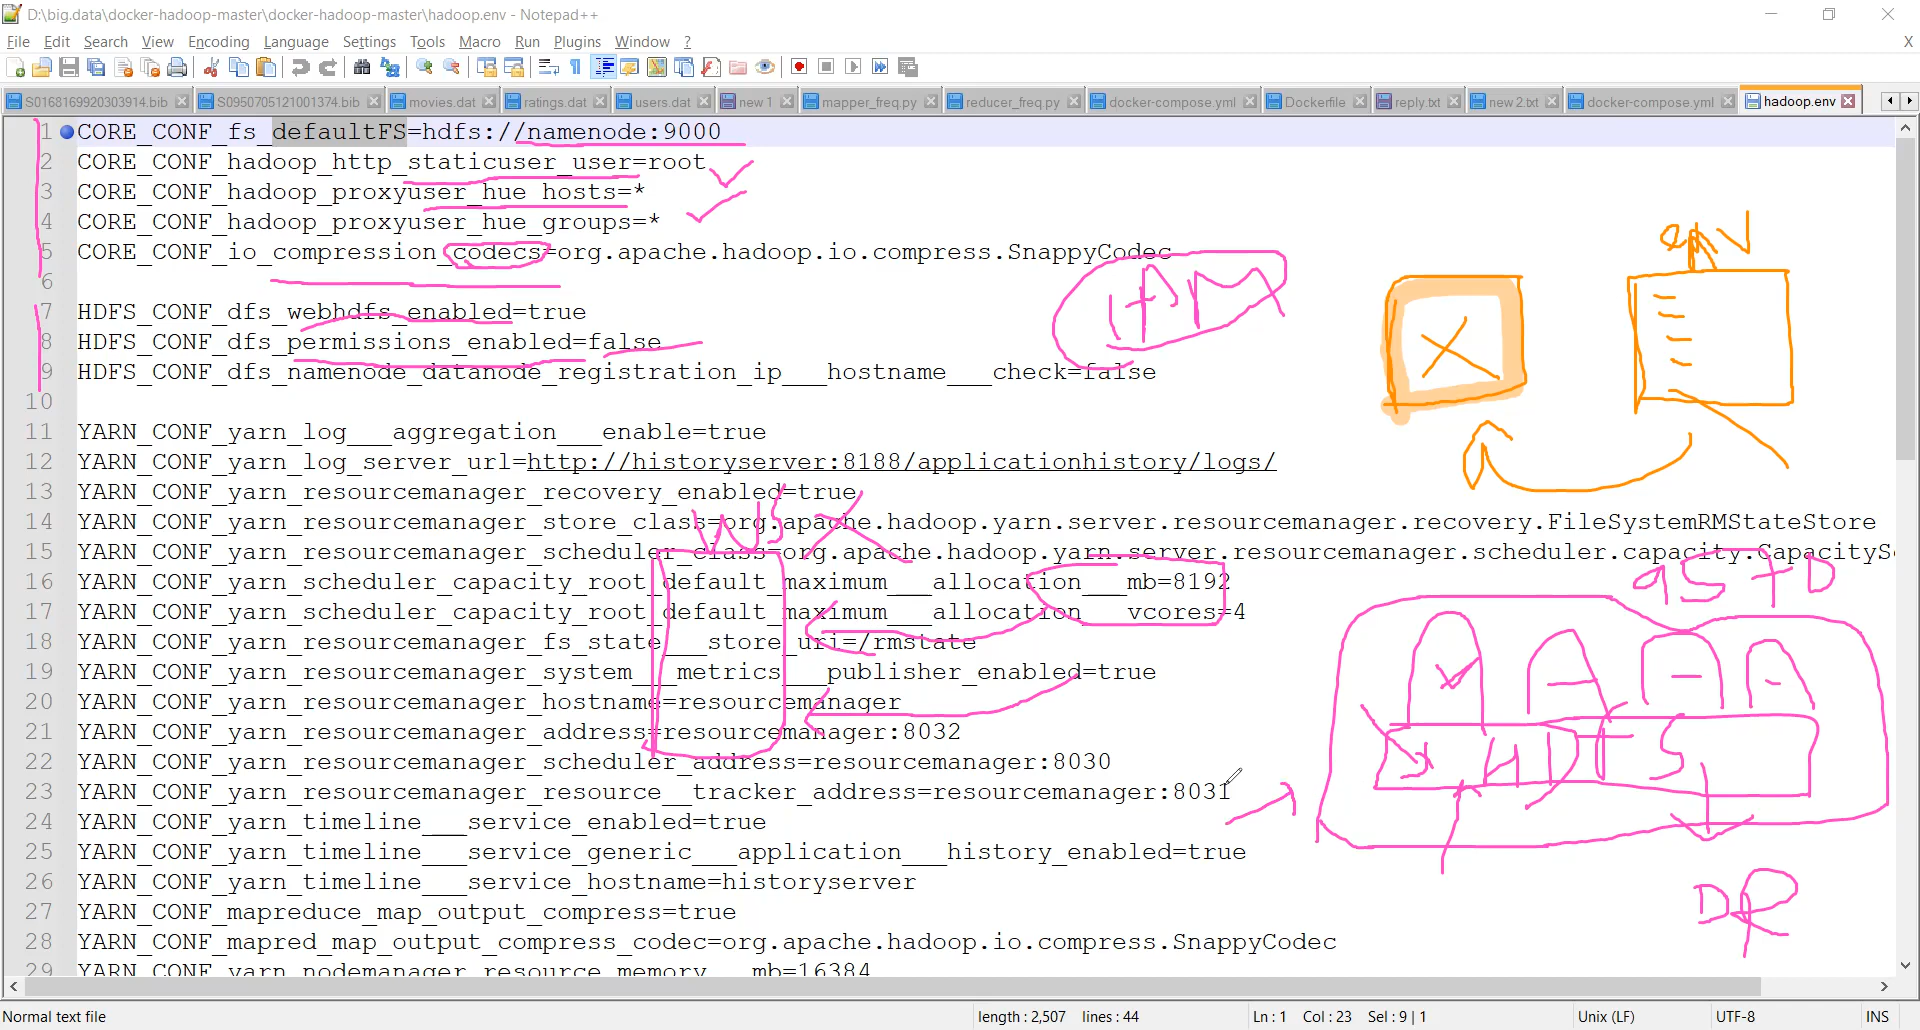 D:\big.data\docker-hadoop-master\docker-hadoop-master\hadoop.env - Notepad++
File Edit Search View Encoding Language Settings Tools Macro Run Plugins Window ? X
S0168169920303914.bib S0950705121001374.bib movies.dat ratings.dat users.dat new 1 mapper_freq.py reducer_freq.py docker-compose.yml Dockerfile reply.txt new 2.txt docker-compose.yml hadoop.env
1 CORE_CONF_fs_defaultFS=hdfs://namenode:9000
2 CORE_CONF_hadoop_http_staticuser_user=root
3 CORE_CONF_hadoop_proxyuser_hue_hosts=*
4 CORE_CONF_hadoop_proxyuser_hue_groups=*
5 CORE_CONF_io_compression_codecs=org.apache.hadoop.io.compress.SnappyCodec
6
7 HDFS_CONF_dfs_webhdfs_enabled=true
8 HDFS_CONF_dfs_permissions_enabled=false
9 HDFS_CONF_dfs_namenode_datanode_registration_ip___hostname___check=false
10
11 YARN_CONF_yarn_log___aggregation___enable=true
12 YARN_CONF_yarn_log_server_url=http://historyserver:8188/applicationhistory/logs/
13 YARN_CONF_yarn_resourcemanager_recovery_enabled=true
14 YARN_CONF_yarn_resourcemanager_store_class=org.apache.hadoop.yarn.server.resourcemanager.recovery.FileSystemRMStateStore
15 YARN_CONF_yarn_resourcemanager_scheduler_class=org.apache.hadoop.yarn.server.resourcemanager.scheduler.capacity.CapacityS
16 YARN_CONF_yarn_scheduler_capacity_root_default_maximum___allocation___mb=8192
17 YARN_CONF_yarn_scheduler_capacity_root_default_maximum___allocation___vcores=4
18 YARN_CONF_yarn_resourcemanager_fs_state___store_uri=/rmstate
19 YARN_CONF_yarn_resourcemanager_system___metrics___publisher_enabled=true
20 YARN_CONF_yarn_resourcemanager_hostname=resourcemanager
21 YARN_CONF_yarn_resourcemanager_address=resourcemanager:8032
22 YARN_CONF_yarn_resourcemanager_scheduler_address=resourcemanager:8030
23 YARN_CONF_yarn_resourcemanager_resource__tracker_address=resourcemanager:8031
24 YARN_CONF_yarn_timeline___service_enabled=true
25 YARN_CONF_yarn_timeline___service_generic___application___history_enabled=true
26 YARN_CONF_yarn_timeline___service_hostname=historyserver
27 YARN_CONF_mapreduce_map_output_compress=true
28 YARN_CONF_mapred_map_output_compress_codec=org.apache.hadoop.io.compress.SnappyCodec
29 YARN_CONF_yarn_nodemanager_resource_memory___mb=16384
HDFS
DR
Normal text file length : 2,507 lines : 44 Ln : 1 Col : 23 Sel : 9 | 1 Unix (LF) UTF-8 INS